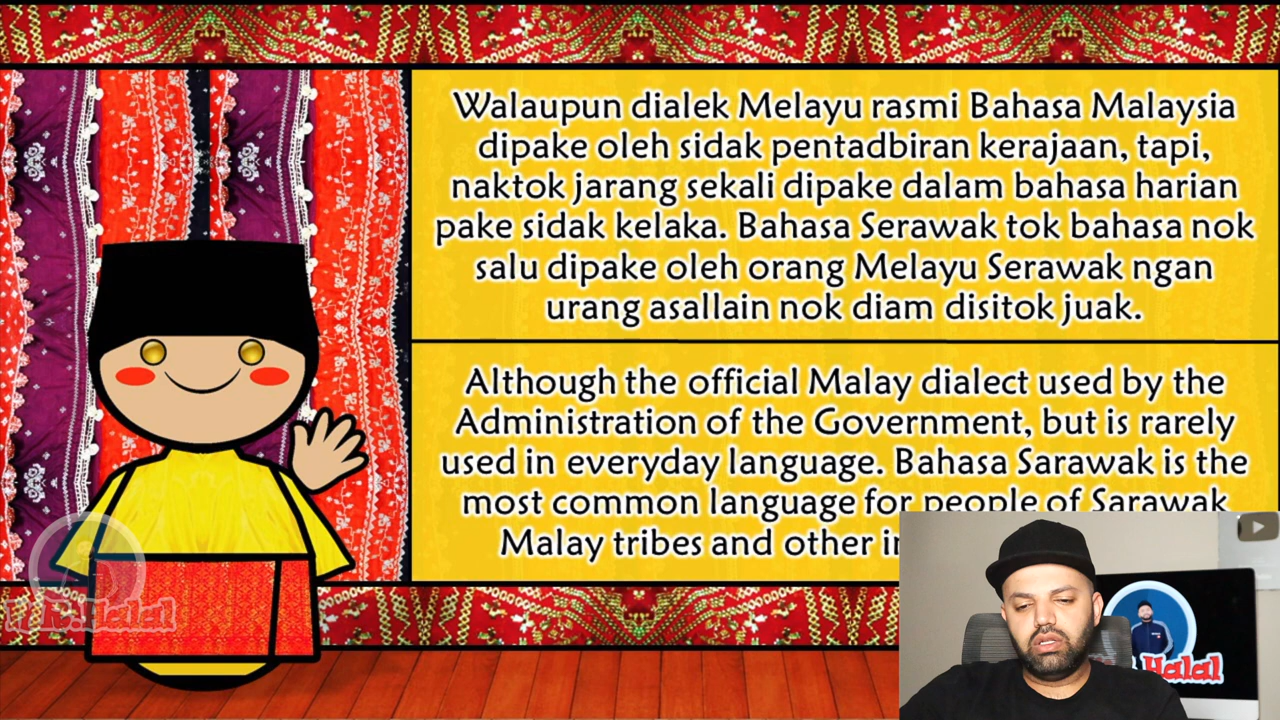 Walaupun dialek Melayu rasmi Bahasa Malaysia
dipake oleh sidak pentadbiran kerajaan, tapi,
naktok jarang sekali dipake dalam bahasa harian
pake sidak kelaka. Bahasa Serawak tok bahasa nok
salu dipake oleh orang Melayu Serawak ngan
urang asallain nok diam disitok juak.
Although the official Malay dialect used by the
Administration of the Government, but is rarely
used in everyday language. Bahasa Sarawak is the
most common language for people of Sarawak
Malay tribes and other
Halal
Halal